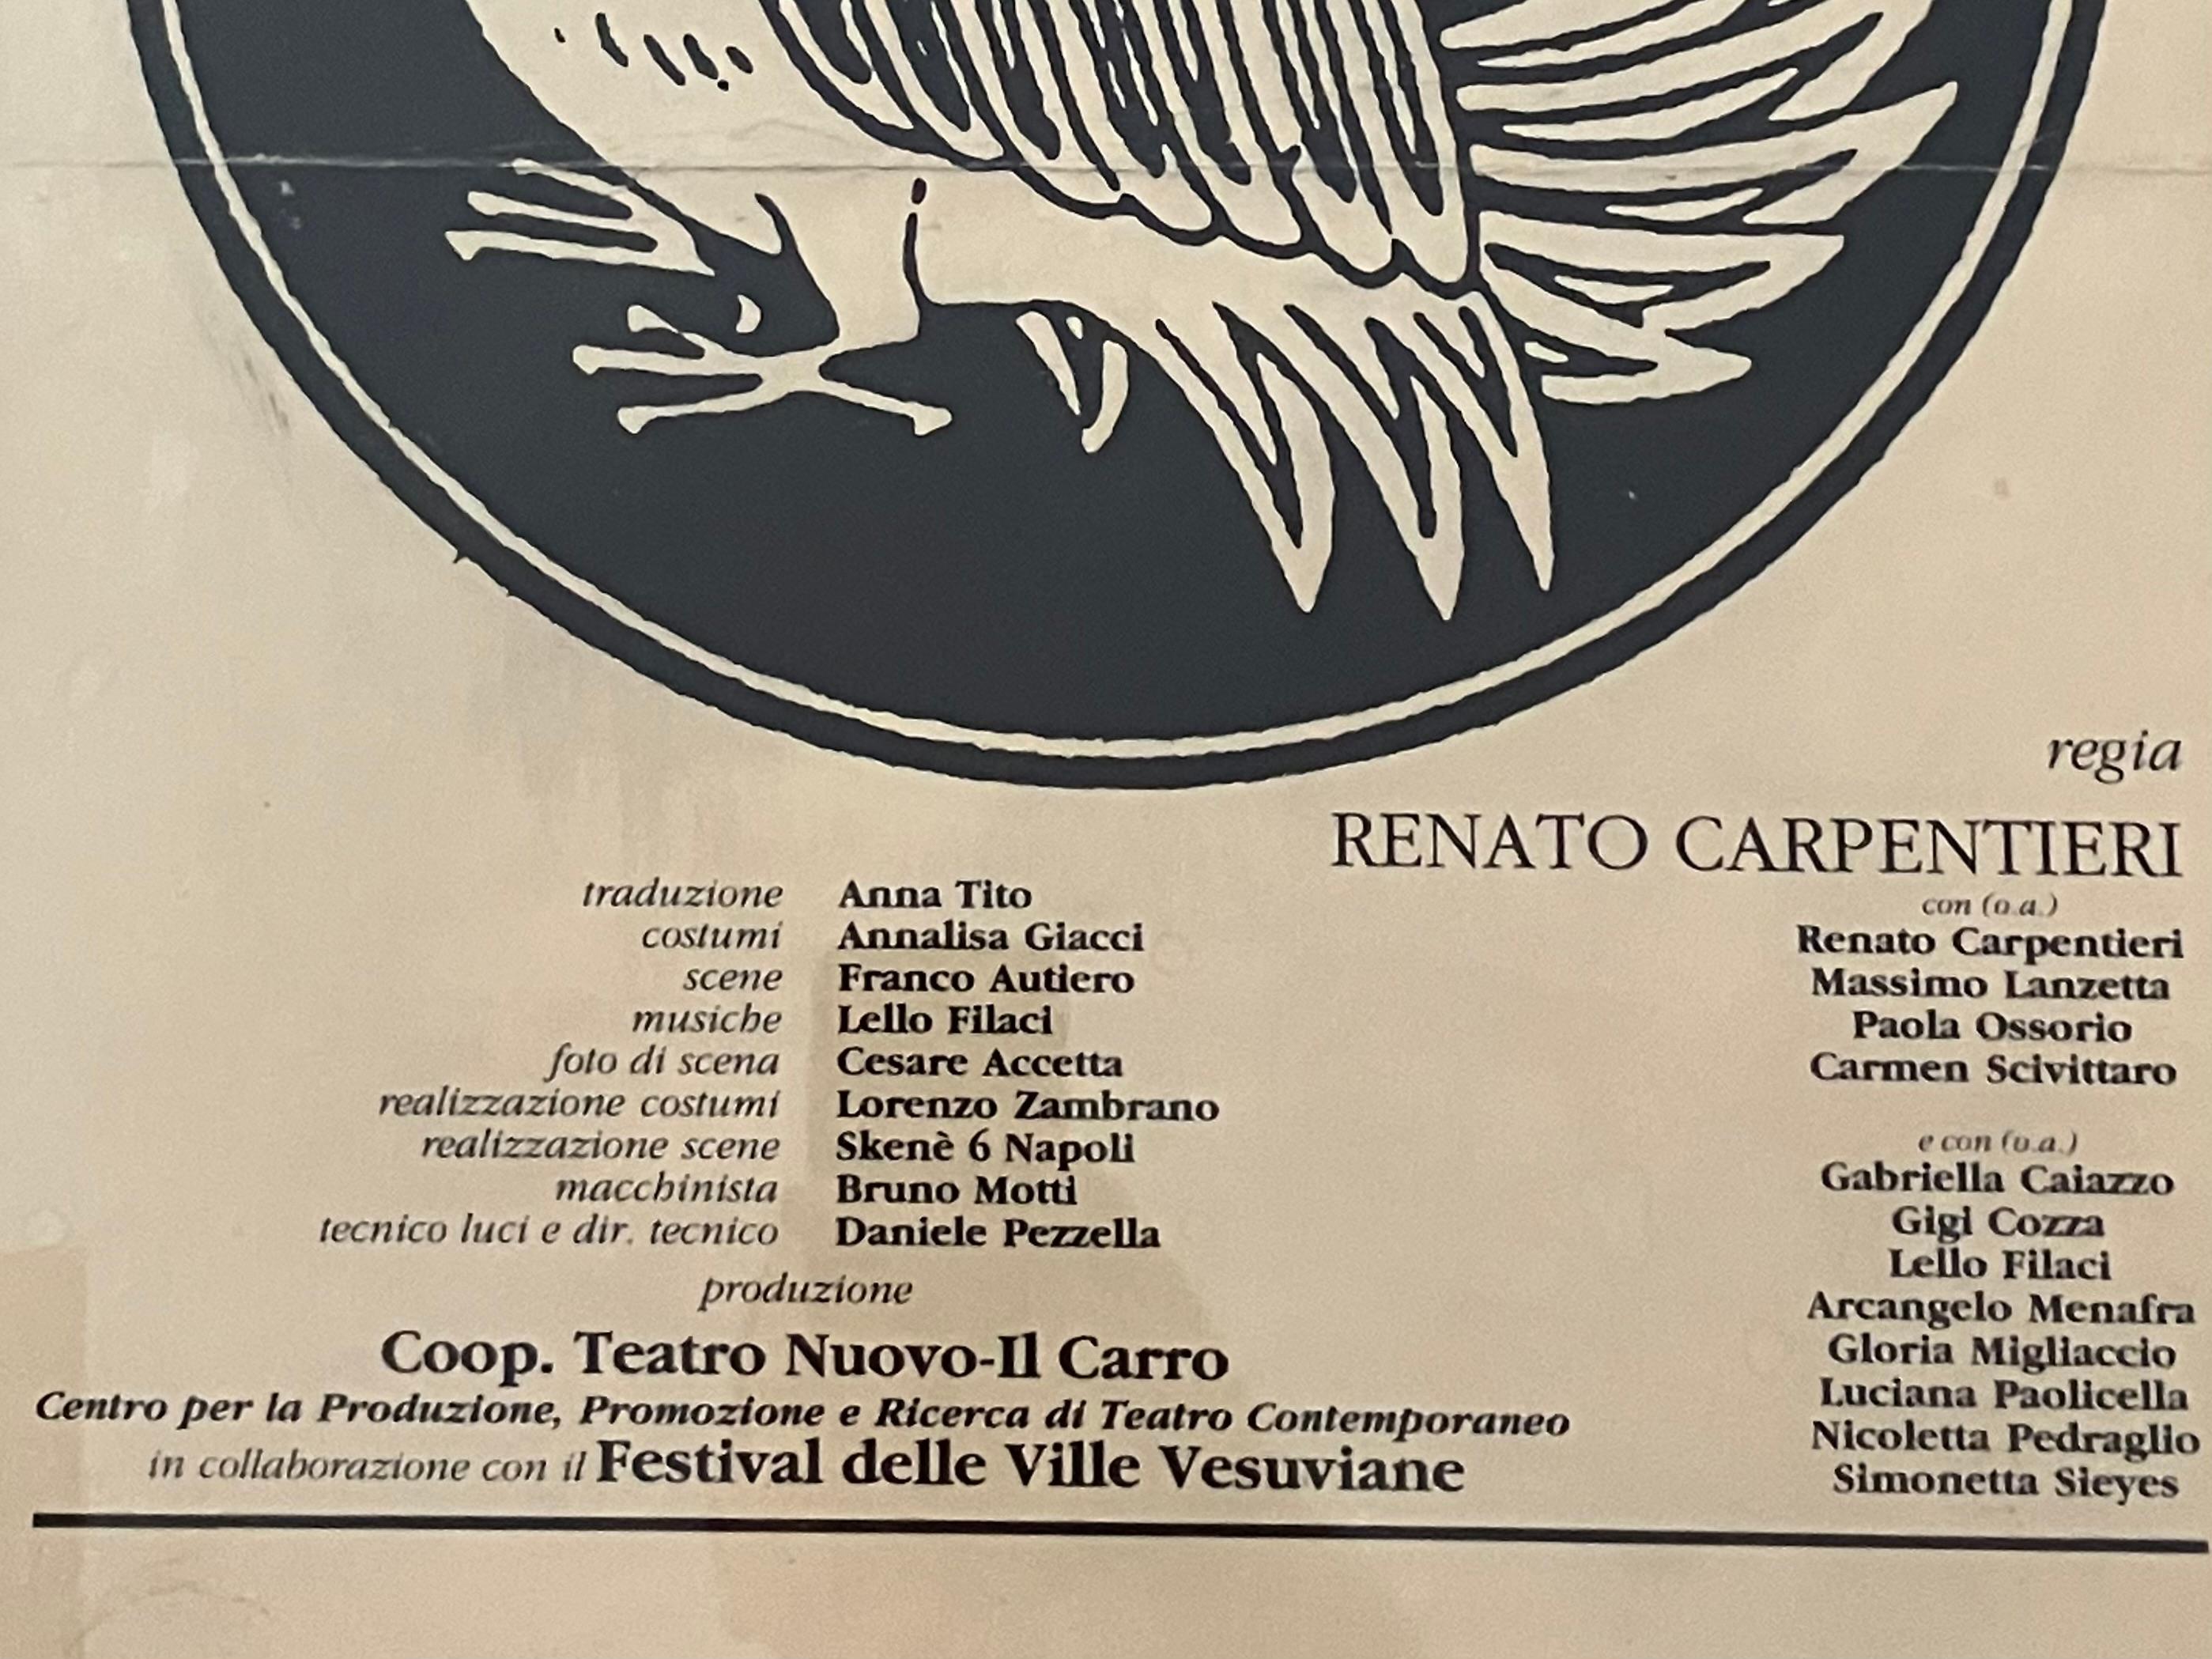 regia
RENATO CARPENTIERI
traduzione Anna Tito
costumi Annalisa Giacci
scene Franco Autiero
musiche Lello Filaci
foto di scena Cesare Accetta
realizzazione costumi Lorenzo Zambrano
realizzazione scene Skenè 6 Napoli
macchinista Bruno Motti
tecnico luci e dir. tecnico Daniele Pezzella
produzione
Coop. Teatro Nuovo-Il Carro
Centro per la Produzione, Promozione e Ricerca di Teatro Contemporaneo
in collaborazione con il Festival delle Ville Vesuviane
con (o.a.)
Renato Carpentieri
Massimo Lanzetta
Paola Ossorio
Carmen Scivittaro
e con (o.a.)
Gabriella Caiazzo
Gigi Cozza
Lello Filaci
Arcangelo Menafra
Gloria Migliaccio
Luciana Paolicella
Nicoletta Pedraglio
Simonetta Sieyes